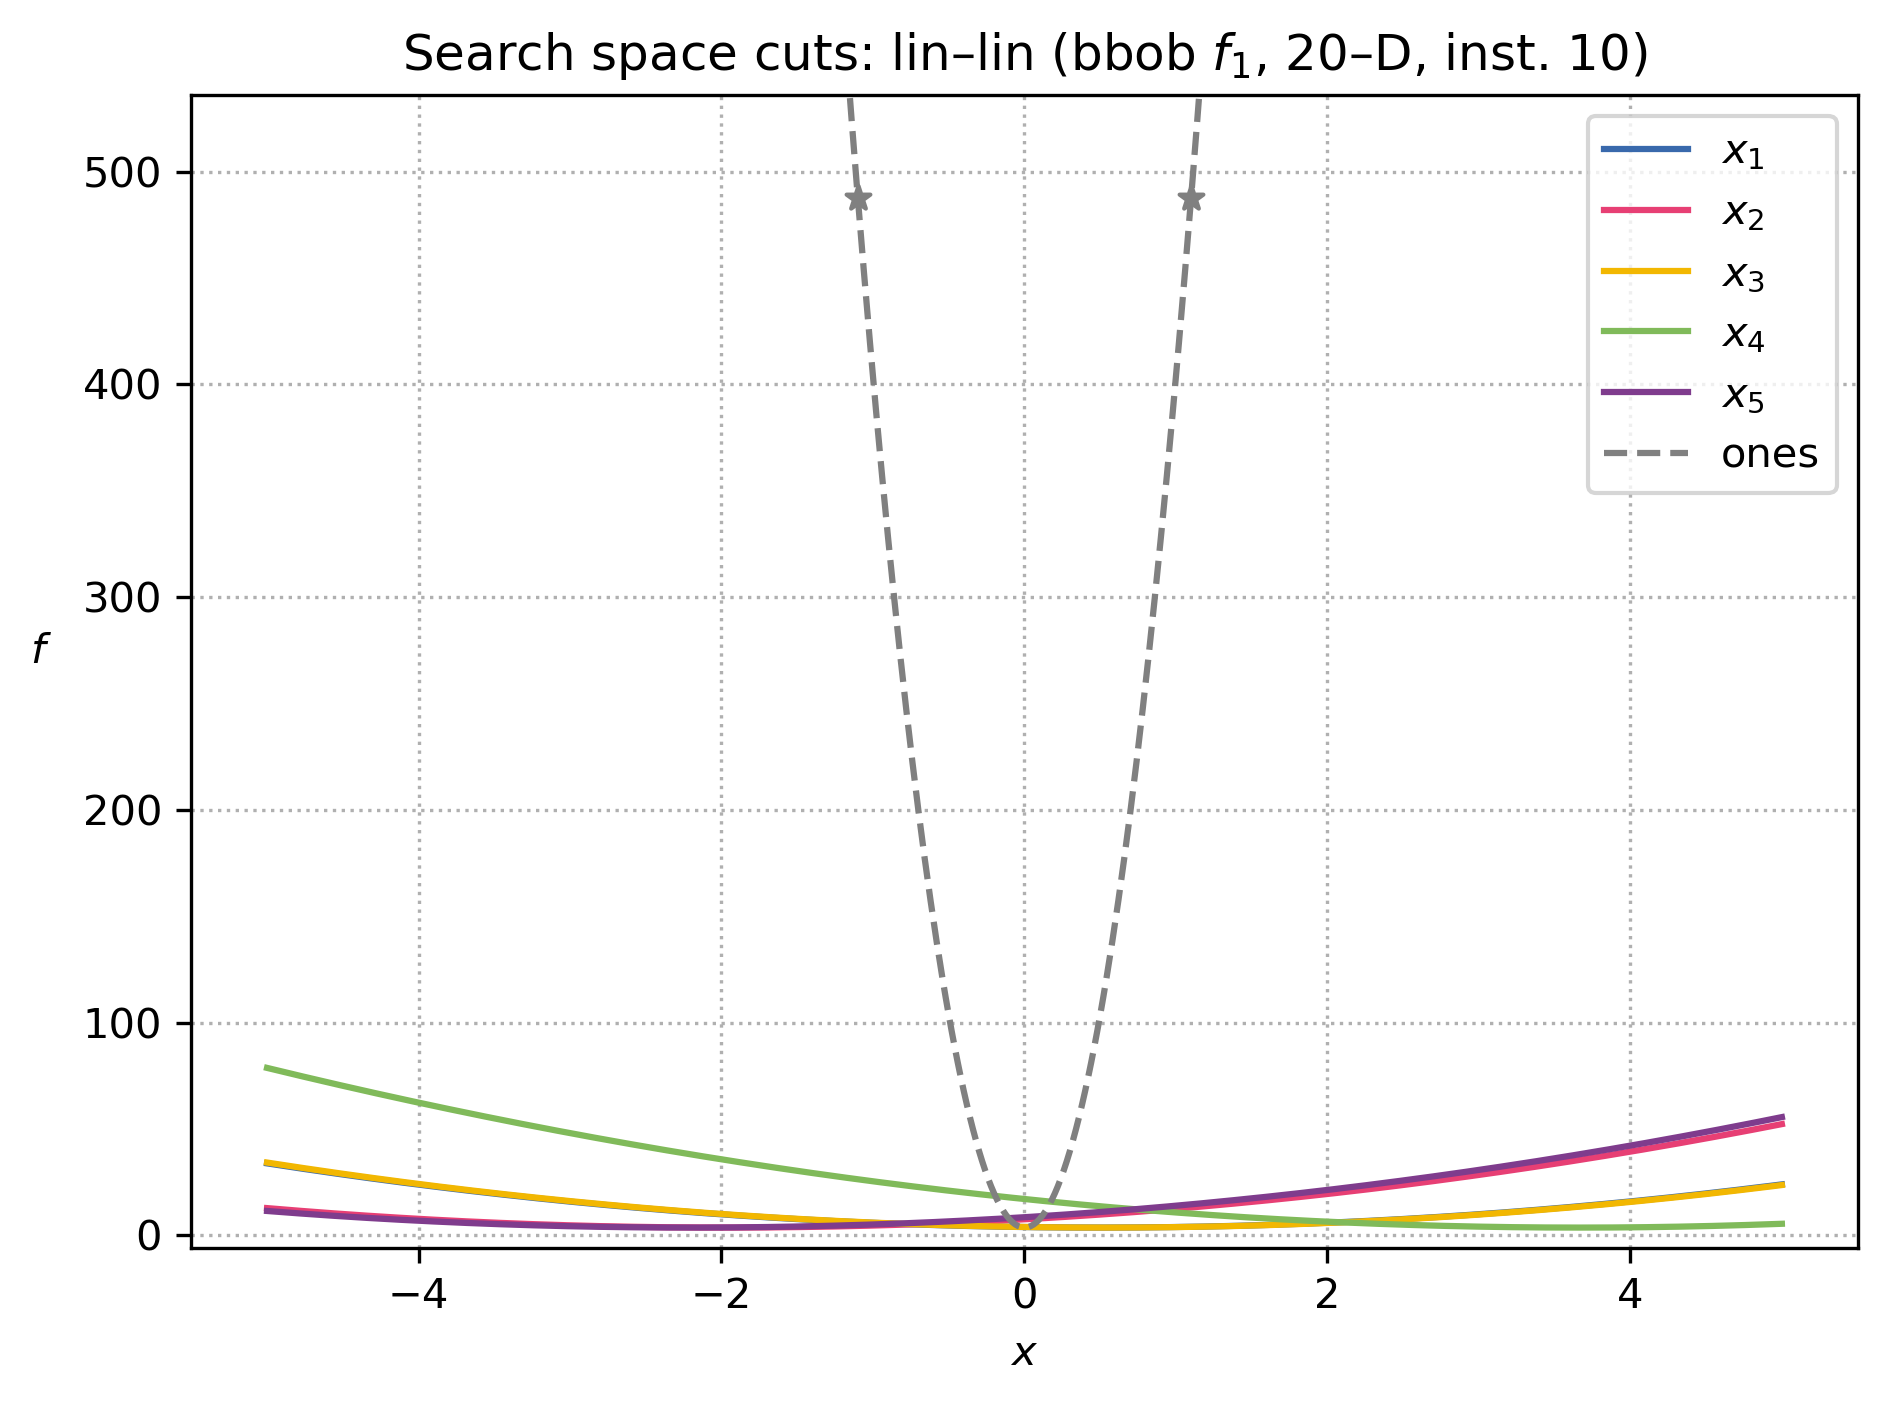 Search space cuts: lin–lin (bbob f₁, 20–D, inst. 10)
500
400
300
200
100
0
f
−4
−2
0
2
4
x
x₁
x₂
x₃
x₄
x₅
ones